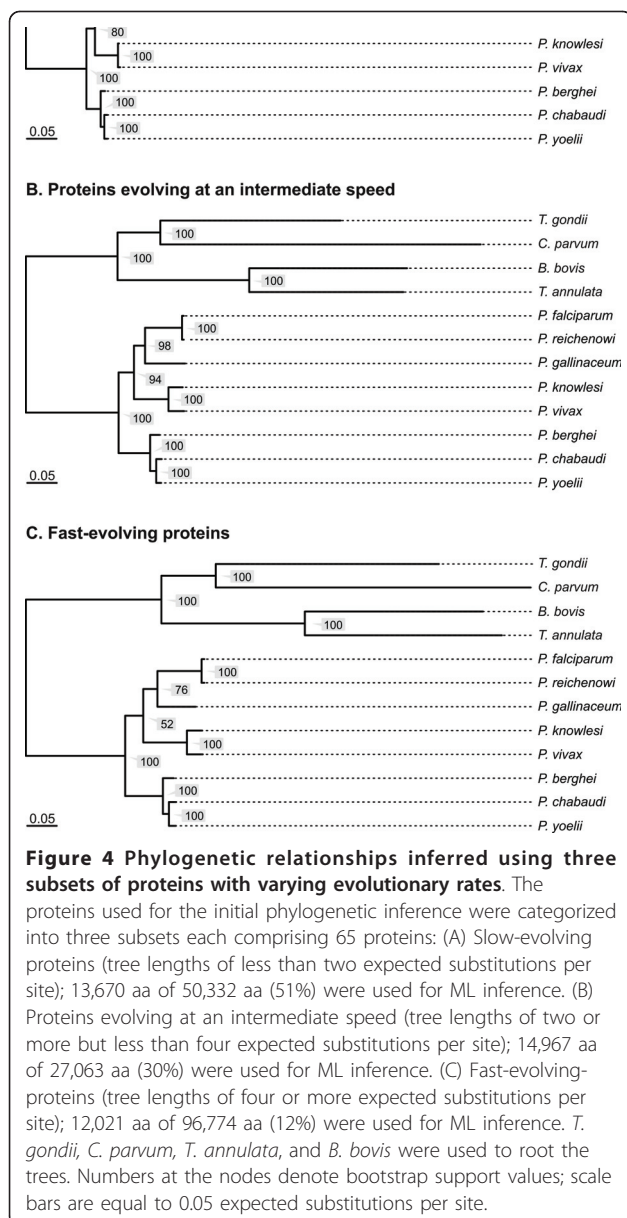 80
P. knowlesi
100
P. vivax
100
P. berghei
100
P. chabaudi
100
P. yoelii
0.05
B. Proteins evolving at an intermediate speed
T. gondii
100
C. parvum
100
B. bovis
100
T. annulata
P. falciparum
100
P. reichenowi
98
P. gallinaceum
94
P. knowlesi
100
P. vivax
100
P. berghei
100
P. chabaudi
100
P. yoelii
0.05
C. Fast-evolving proteins
T. gondii
100
C. parvum
100
B. bovis
100
T. annulata
P. falciparum
100
P. reichenowi
76
P. gallinaceum
52
P. knowlesi
100
P. vivax
100
P. berghei
100
P. chabaudi
100
P. yoelii
0.05
Figure 4 Phylogenetic relationships inferred using three
subsets of proteins with varying evolutionary rates. The
proteins used for the initial phylogenetic inference were categorized
into three subsets each comprising 65 proteins: (A) Slow-evolving
proteins (tree lengths of less than two expected substitutions per
site); 13,670 aa of 50,332 aa (51%) were used for ML inference. (B)
Proteins evolving at an intermediate speed (tree lengths of two or
more but less than four expected substitutions per site); 14,967 aa
of 27,063 aa (30%) were used for ML inference. (C) Fast-evolving-
proteins (tree lengths of four or more expected substitutions per
site); 12,021 aa of 96,774 aa (12%) were used for ML inference. T.
gondii, C. parvum, T. annulata, and B. bovis were used to root the
trees. Numbers at the nodes denote bootstrap support values; scale
bars are equal to 0.05 expected substitutions per site.